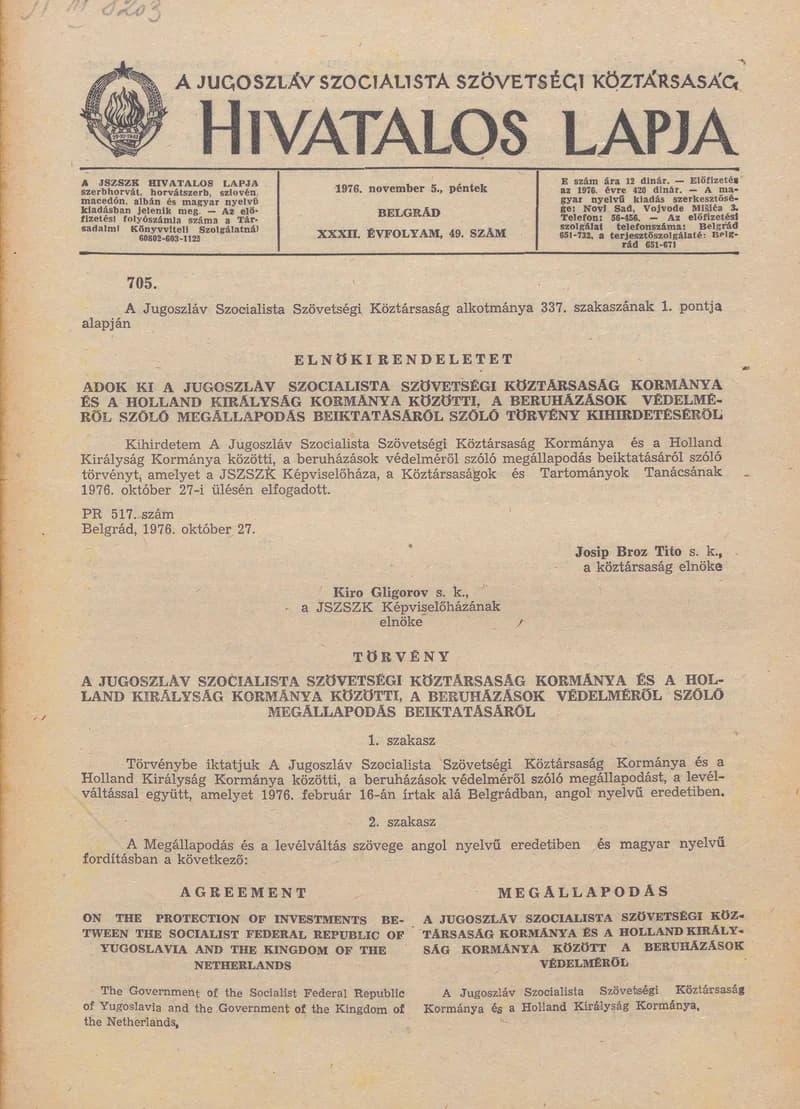 8203
A JUGOSZLÁV SZOCIALISTA SZÖVETSÉGI KÖZTÁRSASÁG
HIVATALOS LAPJA
A JSZSZK HIVATALOS LAPJA
szerbhorvát, horvátszerb, szlovén,
macedón, albán és magyar nyelvű
kiadásban jelenik meg. — Az elő-
fizetési folyószámla száma a Tár-
sadalmi Könyvviteli Szolgálatnál
60802-603-1125
1976. november 5., péntek
BELGRÁD
XXXII. ÉVFOLYAM, 49. SZÁM
E szám ára 12 dinár. — Előfizetés
az 1976. évre 420 dinár. — A ma-
gyar nyelvű kiadás szerkesztősé-
ge: Novi Sad, Vojvode Mišića 3.
Telefon: 56-456. — Az előfizetési
szolgálat telefonszáma: Belgrád
651-732, a terjesztőszolgálaté: Belg-
rád 651-671
705.
A Jugoszláv Szocialista Szövetségi Köztársaság alkotmánya 337. szakaszának 1. pontja
alapján
ELNÖKI RENDELETET
ADOK KI A JUGOSZLÁV SZOCIALISTA SZÖVETSÉGI KÖZTÁRSASÁG KORMÁNYA
ÉS A HOLLAND KIRÁLYSÁG KORMÁNYA KÖZÖTTI, A BERUHÁZÁSOK VÉDELMÉ-
RŐL SZÓLÓ MEGÁLLAPODÁS BEIKTATÁSÁRÓL SZÓLÓ TÖRVÉNY KIHIRDETÉSÉRŐL
Kihirdetem A Jugoszláv Szocialista Szövetségi Köztársaság Kormánya és a Holland
Királyság Kormánya közötti, a beruházások védelméről szóló megállapodás beiktatásáról szóló
törvényt, amelyet a JSZSZK Képviselőháza, a Köztársaságok és Tartományok Tanácsának
1976. október 27-i ülésén elfogadott.
PR 517. szám
Belgrád, 1976. október 27.
Josip Broz Tito s. k.,
a köztársaság elnöke
Kiro Gligorov s. k.,
a JSZSZK Képviselőházának
elnöke
TÖRVÉNY
A JUGOSZLÁV SZOCIALISTA SZÖVETSÉGI KÖZTÁRSASÁG KORMÁNYA ÉS A HOL-
LAND KIRÁLYSÁG KORMÁNYA KÖZÖTTI, A BERUHÁZÁSOK VÉDELMÉRŐL SZÓLÓ
MEGÁLLAPODÁS BEIKTATÁSÁRÓL
1. szakasz
Törvénybe iktatjuk A Jugoszláv Szocialista Szövetségi Köztársaság Kormánya és a
Holland Királyság Kormánya közötti, a beruházások védelméről szóló megállapodást, a levél-
váltással együtt, amelyet 1976. február 16-án írtak alá Belgrádban, angol nyelvű eredetiben.
2. szakasz
A Megállapodás és a levélváltás szövege angol nyelvű eredetiben és magyar nyelvű
fordításban a következő:
AGREEMENT
ON THE PROTECTION OF INVESTMENTS BE-
TWEEN THE SOCIALIST FEDERAL REPUBLIC OF
YUGOSLAVIA AND THE KINGDOM OF THE
NETHERLANDS
The Government of the Socialist Federal Republic
of Yugoslavia and the Government of the Kingdom of
the Netherlands,
MEGÁLLAPODÁS
A JUGOSZLÁV SZOCIALISTA SZÖVETSÉGI KÖZ-
TÁRSASÁG KORMÁNYA ÉS A HOLLAND KIRÁLY-
SÁG KORMÁNYA KÖZÖTT A BERUHÁZÁSOK
VÉDELMÉRŐL
A Jugoszláv Szocialista Szövetségi Köztársaság
Kormánya és a Holland Királyság Kormánya,